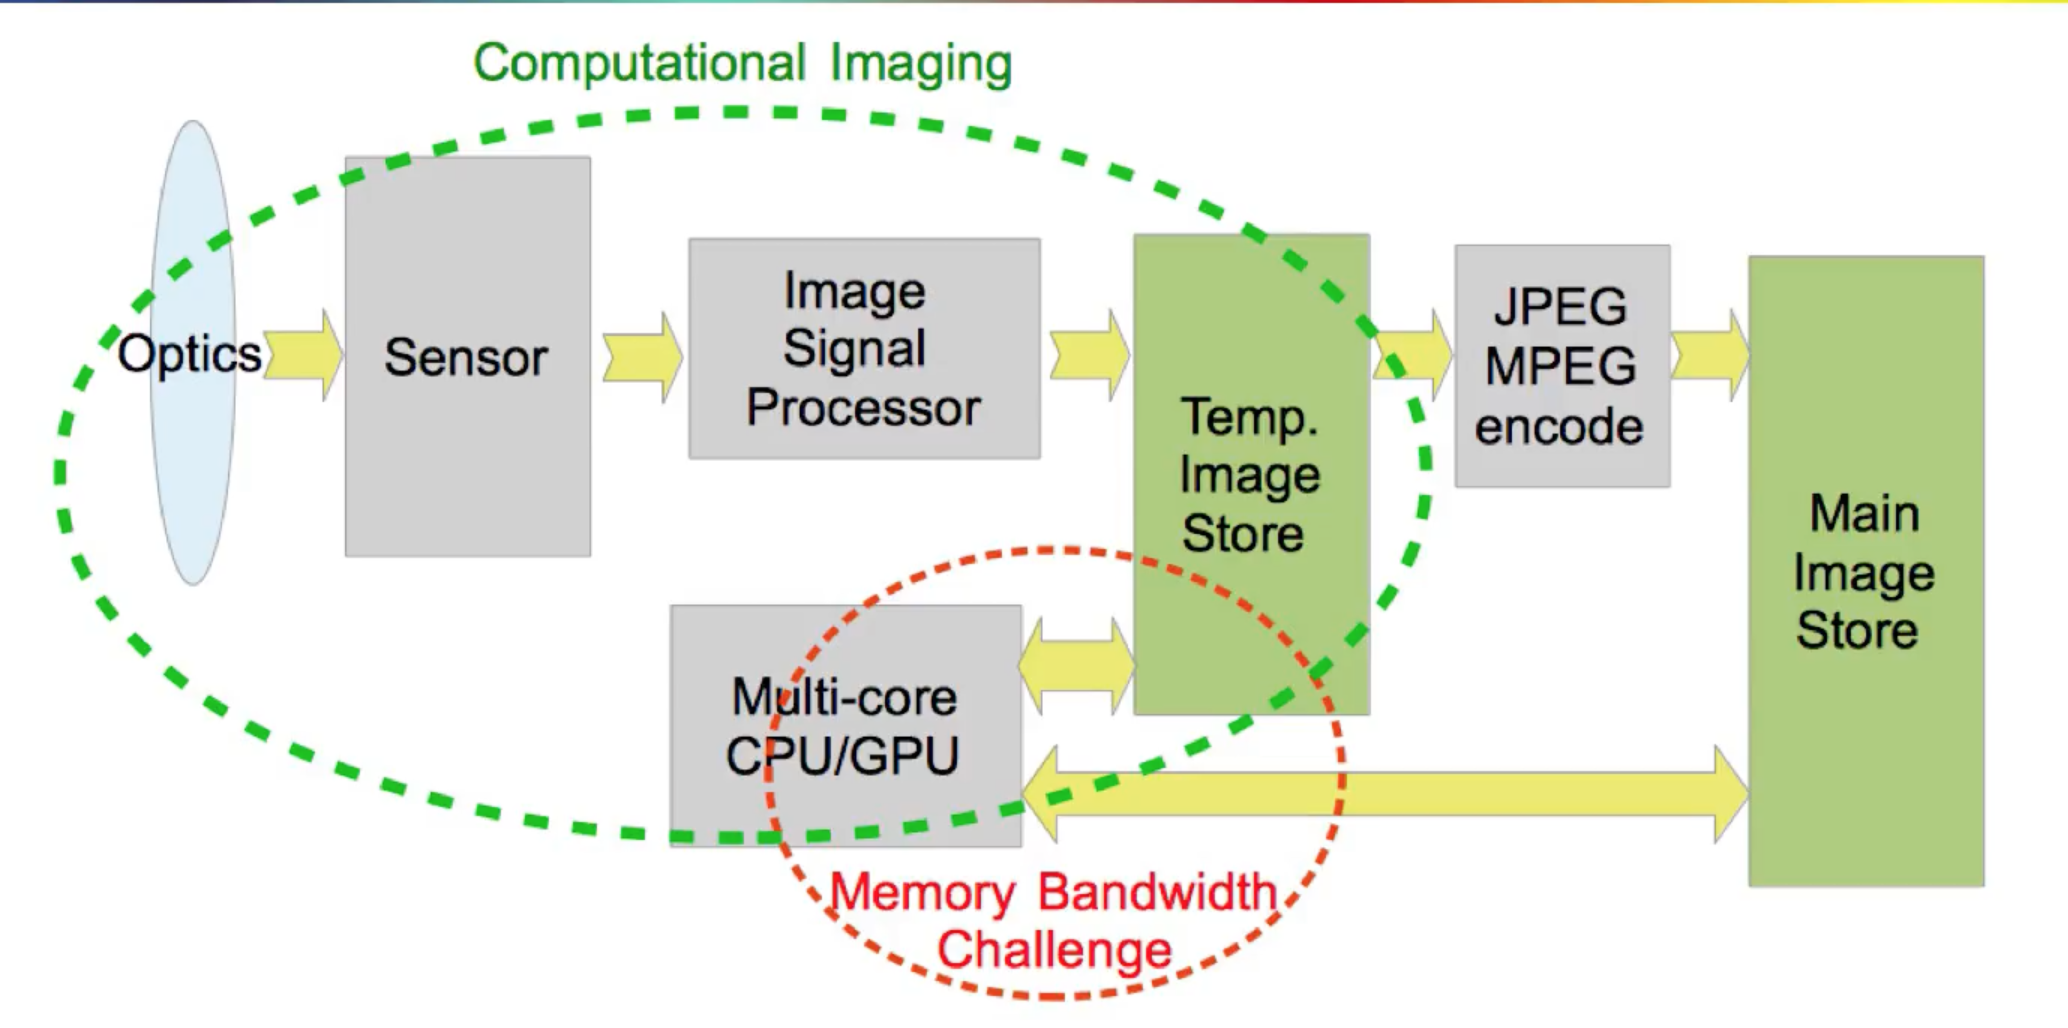 Computational Imaging
Optics
Sensor
Image
Signal
Processor
Temp.
Image
Store
JPEG
MPEG
encode
Main
Image
Store
Multi-core
CPU/GPU
Memory Bandwidth
Challenge